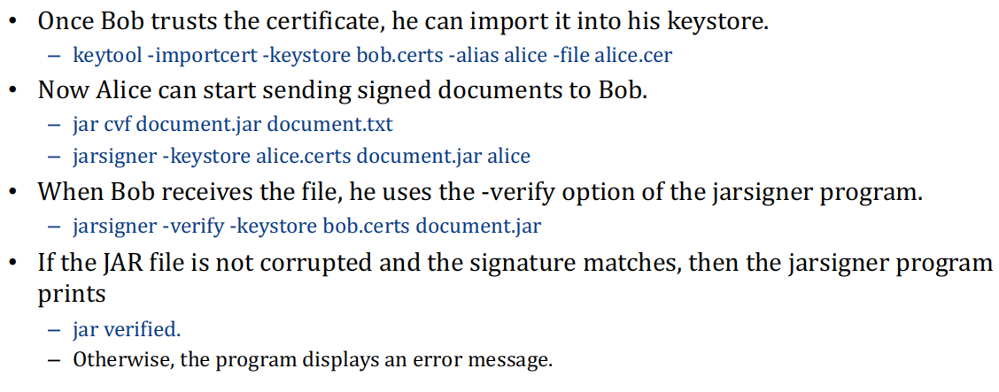 • Once Bob trusts the certificate, he can import it into his keystore.
– keytool -importcert -keystore bob.certs -alias alice -file alice.cer
• Now Alice can start sending signed documents to Bob.
– jar cvf document.jar document.txt
– jarsigner -keystore alice.certs document.jar alice
• When Bob receives the file, he uses the -verify option of the jarsigner program.
– jarsigner -verify -keystore bob.certs document.jar
• If the JAR file is not corrupted and the signature matches, then the jarsigner program
prints
– jar verified.
– Otherwise, the program displays an error message.